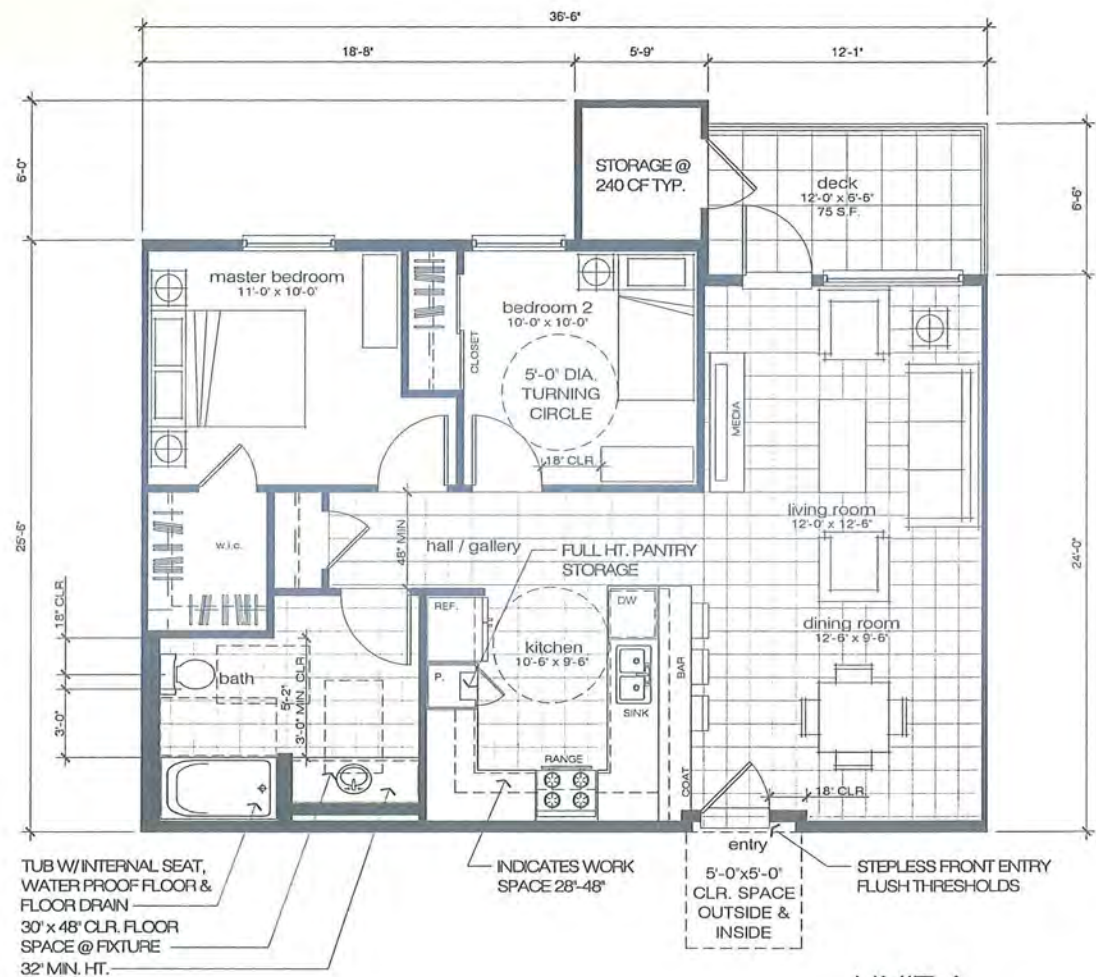 36'-6"
18'-8"
5'-9"
12'-1"
6'-0"
6'-6"
25'-6"
24'-0"
STORAGE @
240 CF TYP.
deck
12'-0" x 6'-6"
75 S.F.
master bedroom
11'-0" x 10'-0"
CLOSET
bedroom 2
10'-0" x 10'-0"
5'-0" DIA.
TURNING
CIRCLE
18" CLR.
MEDIA
living room
12'-0" x 12'-6"
w.i.c.
48" MIN
hall / gallery
FULL HT. PANTRY
STORAGE
dining room
12'-6" x 9'-6"
REF.
DW
kitchen
10'-6" x 9'-6"
P.
SINK
BAR
RANGE
COAT
18" CLR
3'-0"
bath
5'-2"
3'-0" MIN. CLR
18" CLR.
entry
5'-0"x5'-0"
CLR. SPACE
OUTSIDE &
INSIDE
TUB W/INTERNAL SEAT,
WATER PROOF FLOOR &
FLOOR DRAIN
30" x 48" CLR. FLOOR
SPACE @ FIXTURE
32" MIN. HT.
INDICATES WORK
SPACE 28"-48"
STEPLESS FRONT ENTRY
FLUSH THRESHOLDS